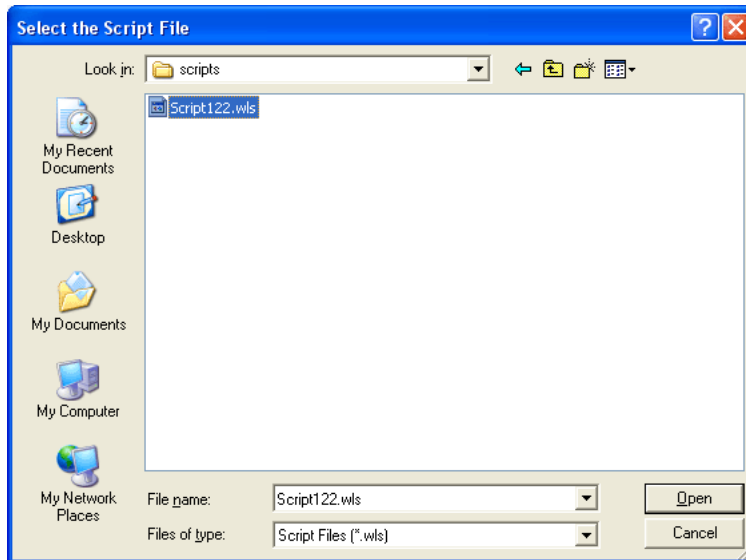 Select the Script File
Look in: scripts
Script122.wls
My Recent
Documents
Desktop
My Documents
My Computer
My Network
Places
File name: Script122.wls Open
Files of type: Script Files (*.wls) Cancel